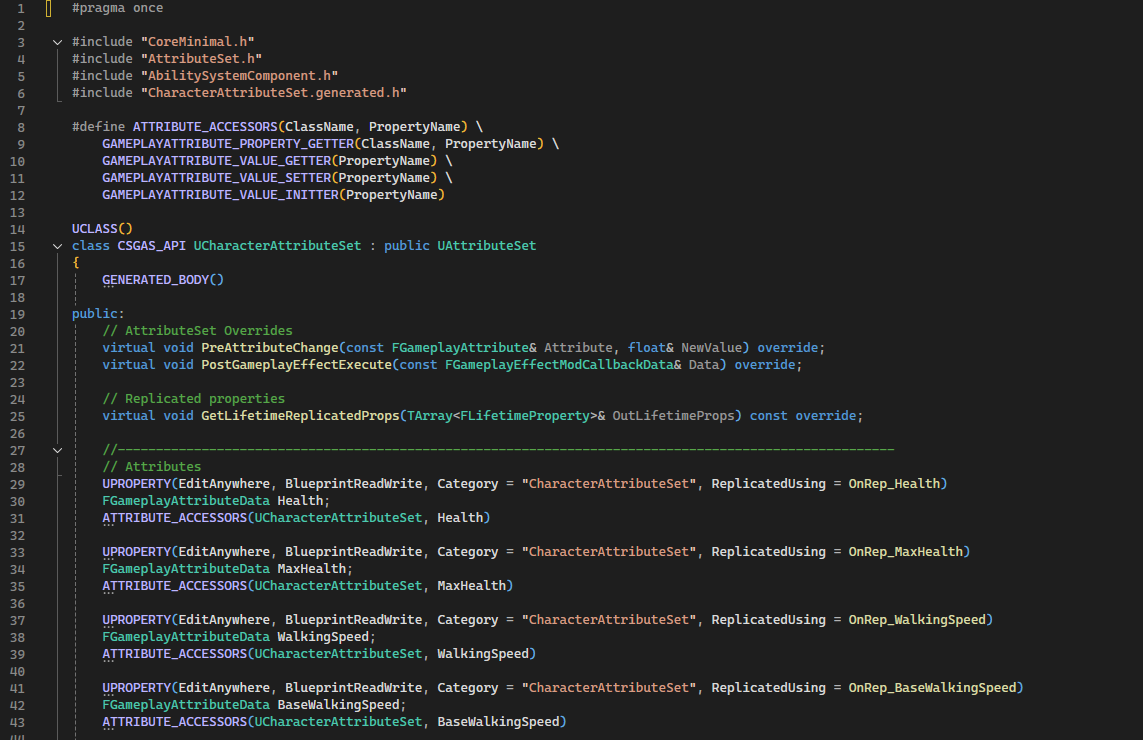 1 #pragma once
2
3 #include "CoreMinimal.h"
4 #include "AttributeSet.h"
5 #include "AbilitySystemComponent.h"
6 #include "CharacterAttributeSet.generated.h"
7
8 #define ATTRIBUTE_ACCESSORS(ClassName, PropertyName) \
9 GAMEPLAYATTRIBUTE_PROPERTY_GETTER(ClassName, PropertyName) \
10 GAMEPLAYATTRIBUTE_VALUE_GETTER(PropertyName) \
11 GAMEPLAYATTRIBUTE_VALUE_SETTER(PropertyName) \
12 GAMEPLAYATTRIBUTE_VALUE_INITTER(PropertyName)
13
14 UCLASS()
15 class CSGAS_API UCharacterAttributeSet : public UAttributeSet
16 {
17 GENERATED_BODY()
18
19 public:
20 // AttributeSet Overrides
21 virtual void PreAttributeChange(const FGameplayAttribute& Attribute, float& NewValue) override;
22 virtual void PostGameplayEffectExecute(const FGameplayEffectModCallbackData& Data) override;
23
24 // Replicated properties
25 virtual void GetLifetimeReplicatedProps(TArray<FLifetimeProperty>& OutLifetimeProps) const override;
26
27 //------------------------------------------------------------------------------------------------------
28 // Attributes
29 UPROPERTY(EditAnywhere, BlueprintReadWrite, Category = "CharacterAttributeSet", ReplicatedUsing = OnRep_Health)
30 FGameplayAttributeData Health;
31 ATTRIBUTE_ACCESSORS(UCharacterAttributeSet, Health)
32
33 UPROPERTY(EditAnywhere, BlueprintReadWrite, Category = "CharacterAttributeSet", ReplicatedUsing = OnRep_MaxHealth)
34 FGameplayAttributeData MaxHealth;
35 ATTRIBUTE_ACCESSORS(UCharacterAttributeSet, MaxHealth)
36
37 UPROPERTY(EditAnywhere, BlueprintReadWrite, Category = "CharacterAttributeSet", ReplicatedUsing = OnRep_WalkingSpeed)
38 FGameplayAttributeData WalkingSpeed;
39 ATTRIBUTE_ACCESSORS(UCharacterAttributeSet, WalkingSpeed)
40
41 UPROPERTY(EditAnywhere, BlueprintReadWrite, Category = "CharacterAttributeSet", ReplicatedUsing = OnRep_BaseWalkingSpeed)
42 FGameplayAttributeData BaseWalkingSpeed;
43 ATTRIBUTE_ACCESSORS(UCharacterAttributeSet, BaseWalkingSpeed)
44